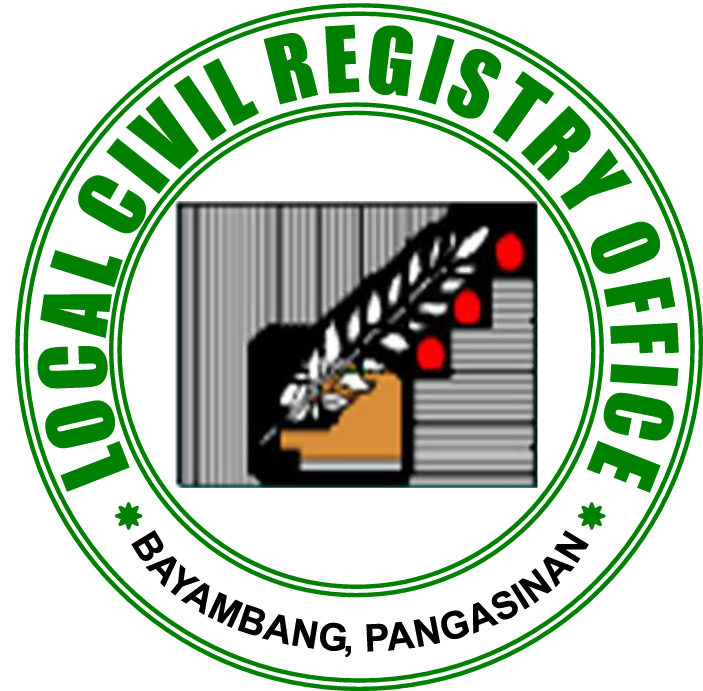 LOCAL CIVIL REGISTRY OFFICE
BAYAMBANG, PANGASINAN